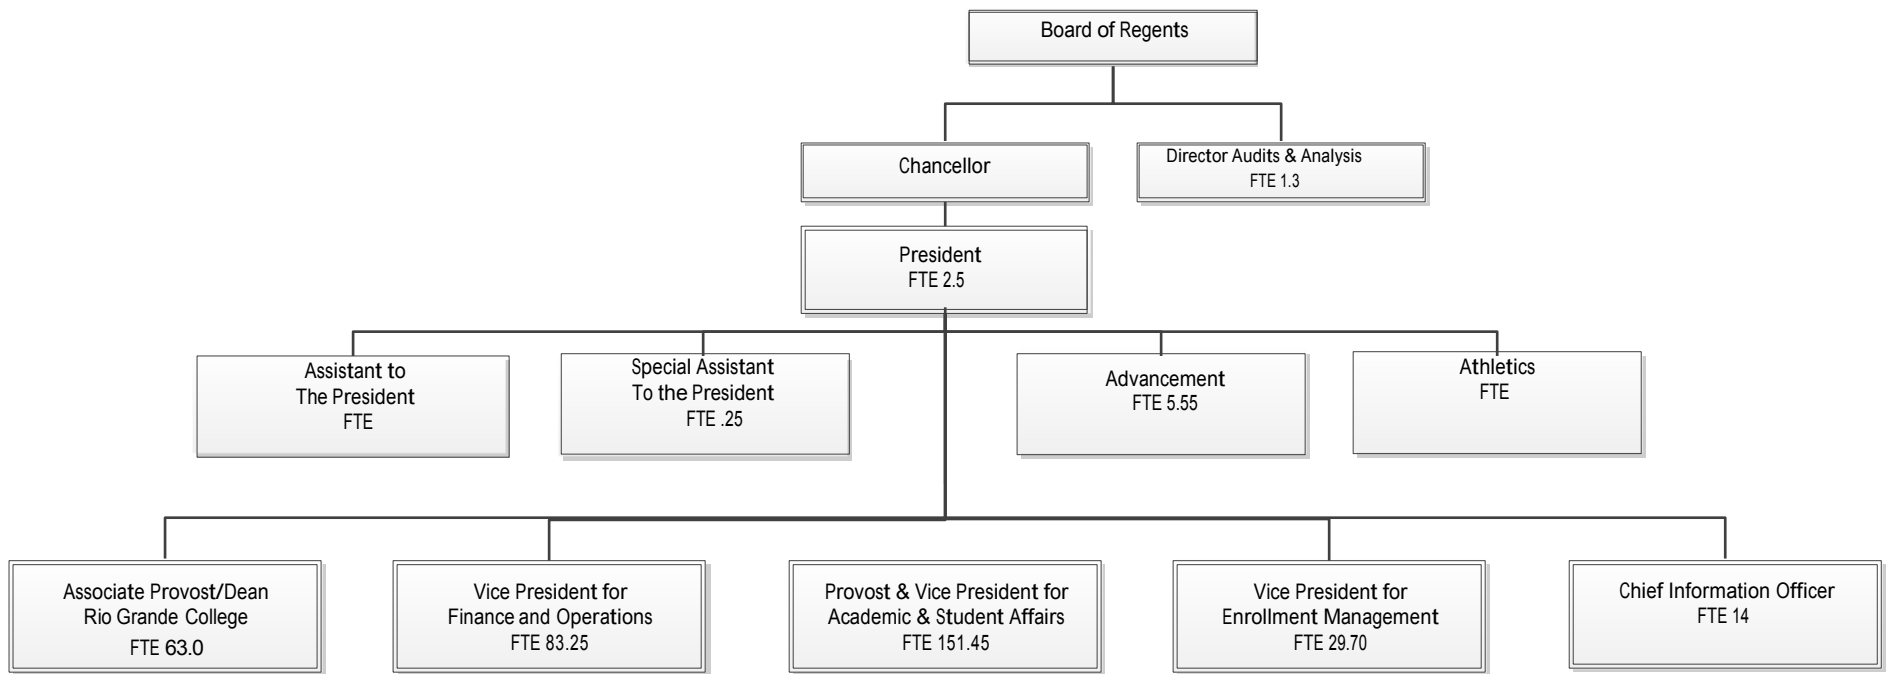 Board of Regents
Chancellor
Director Audits & Analysis
FTE 1.3
President
FTE 2.5
Assistant to
The President
FTE
Special Assistant
To the President
FTE .25
Advancement
FTE 5.55
Athletics
FTE
Associate Provost/Dean
Rio Grande College
FTE 63.0
Vice President for
Finance and Operations
FTE 83.25
Provost & Vice President for
Academic & Student Affairs
FTE 151.45
Vice President for
Enrollment Management
FTE 29.70
Chief Information Officer
FTE 14